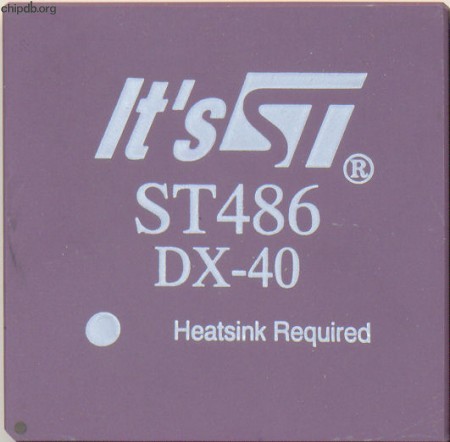 chipdb.org
It's ST®
ST486
DX-40
Heatsink Required